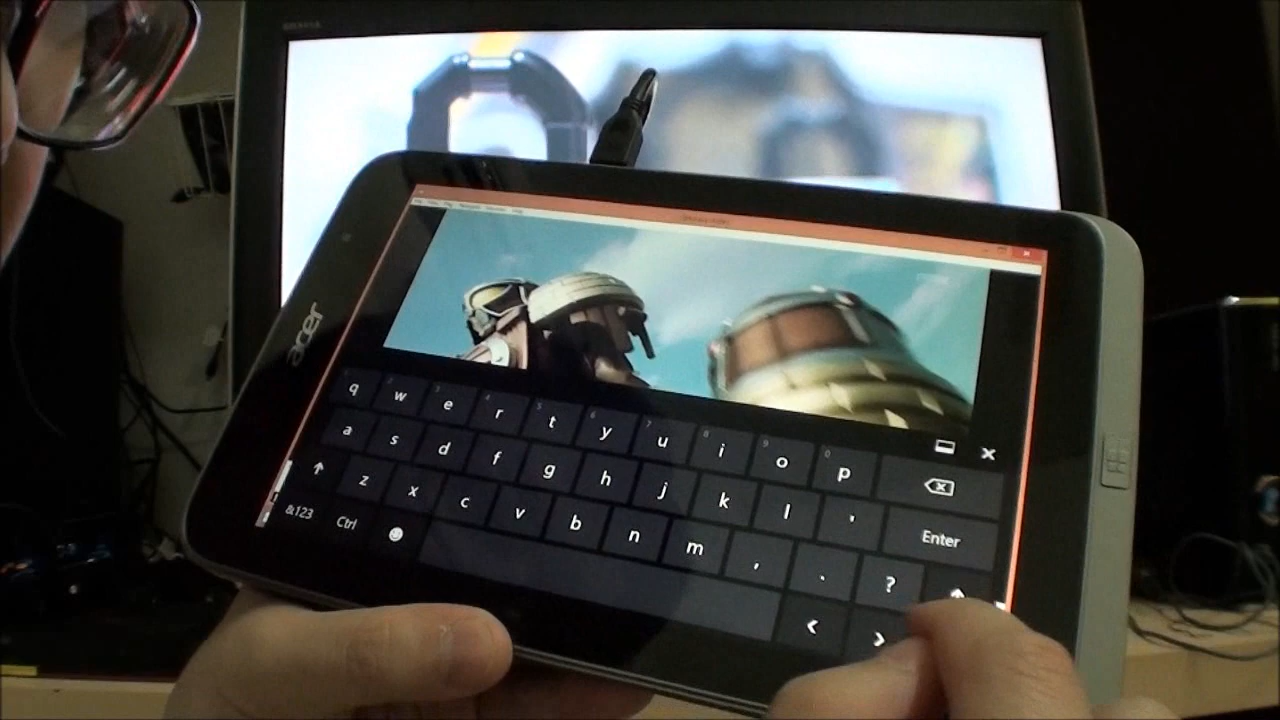 acer
q w e r t y u i o p
a s d f g h j k l ' Enter
z x c v b n m , . ?
&123 Ctrl < >